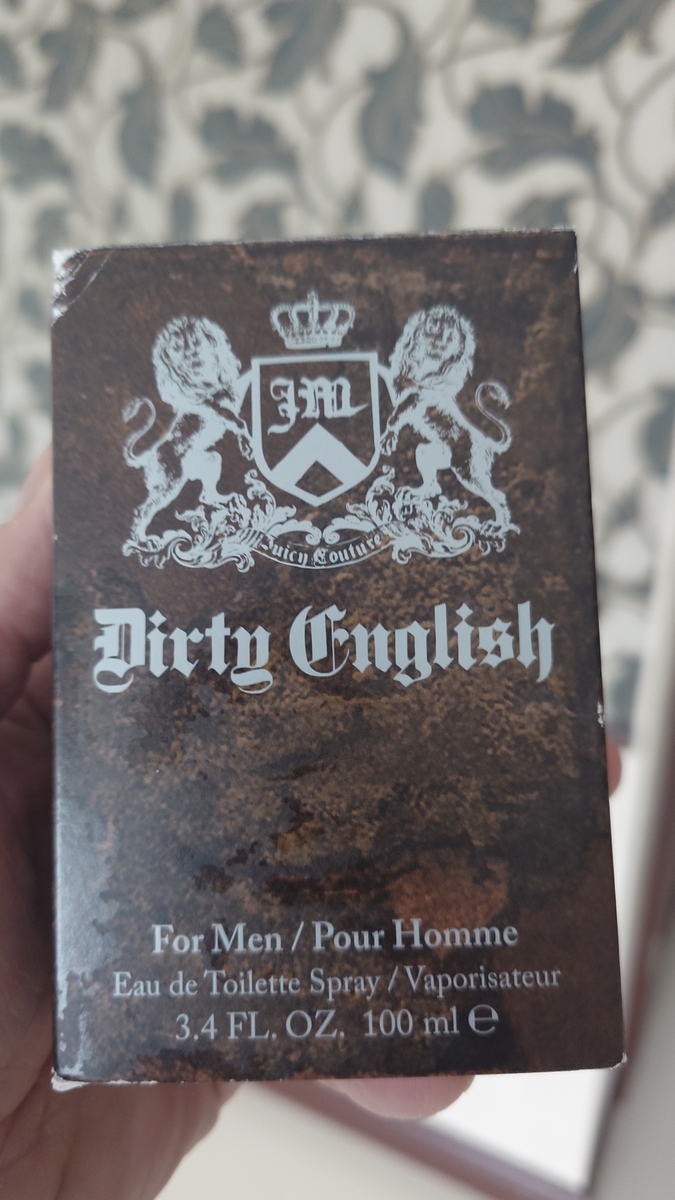 JM
Juicy Couture
Dirty English
For Men / Pour Homme
Eau de Toilette Spray / Vaporisateur
3.4 FL. OZ. 100 ml ℮